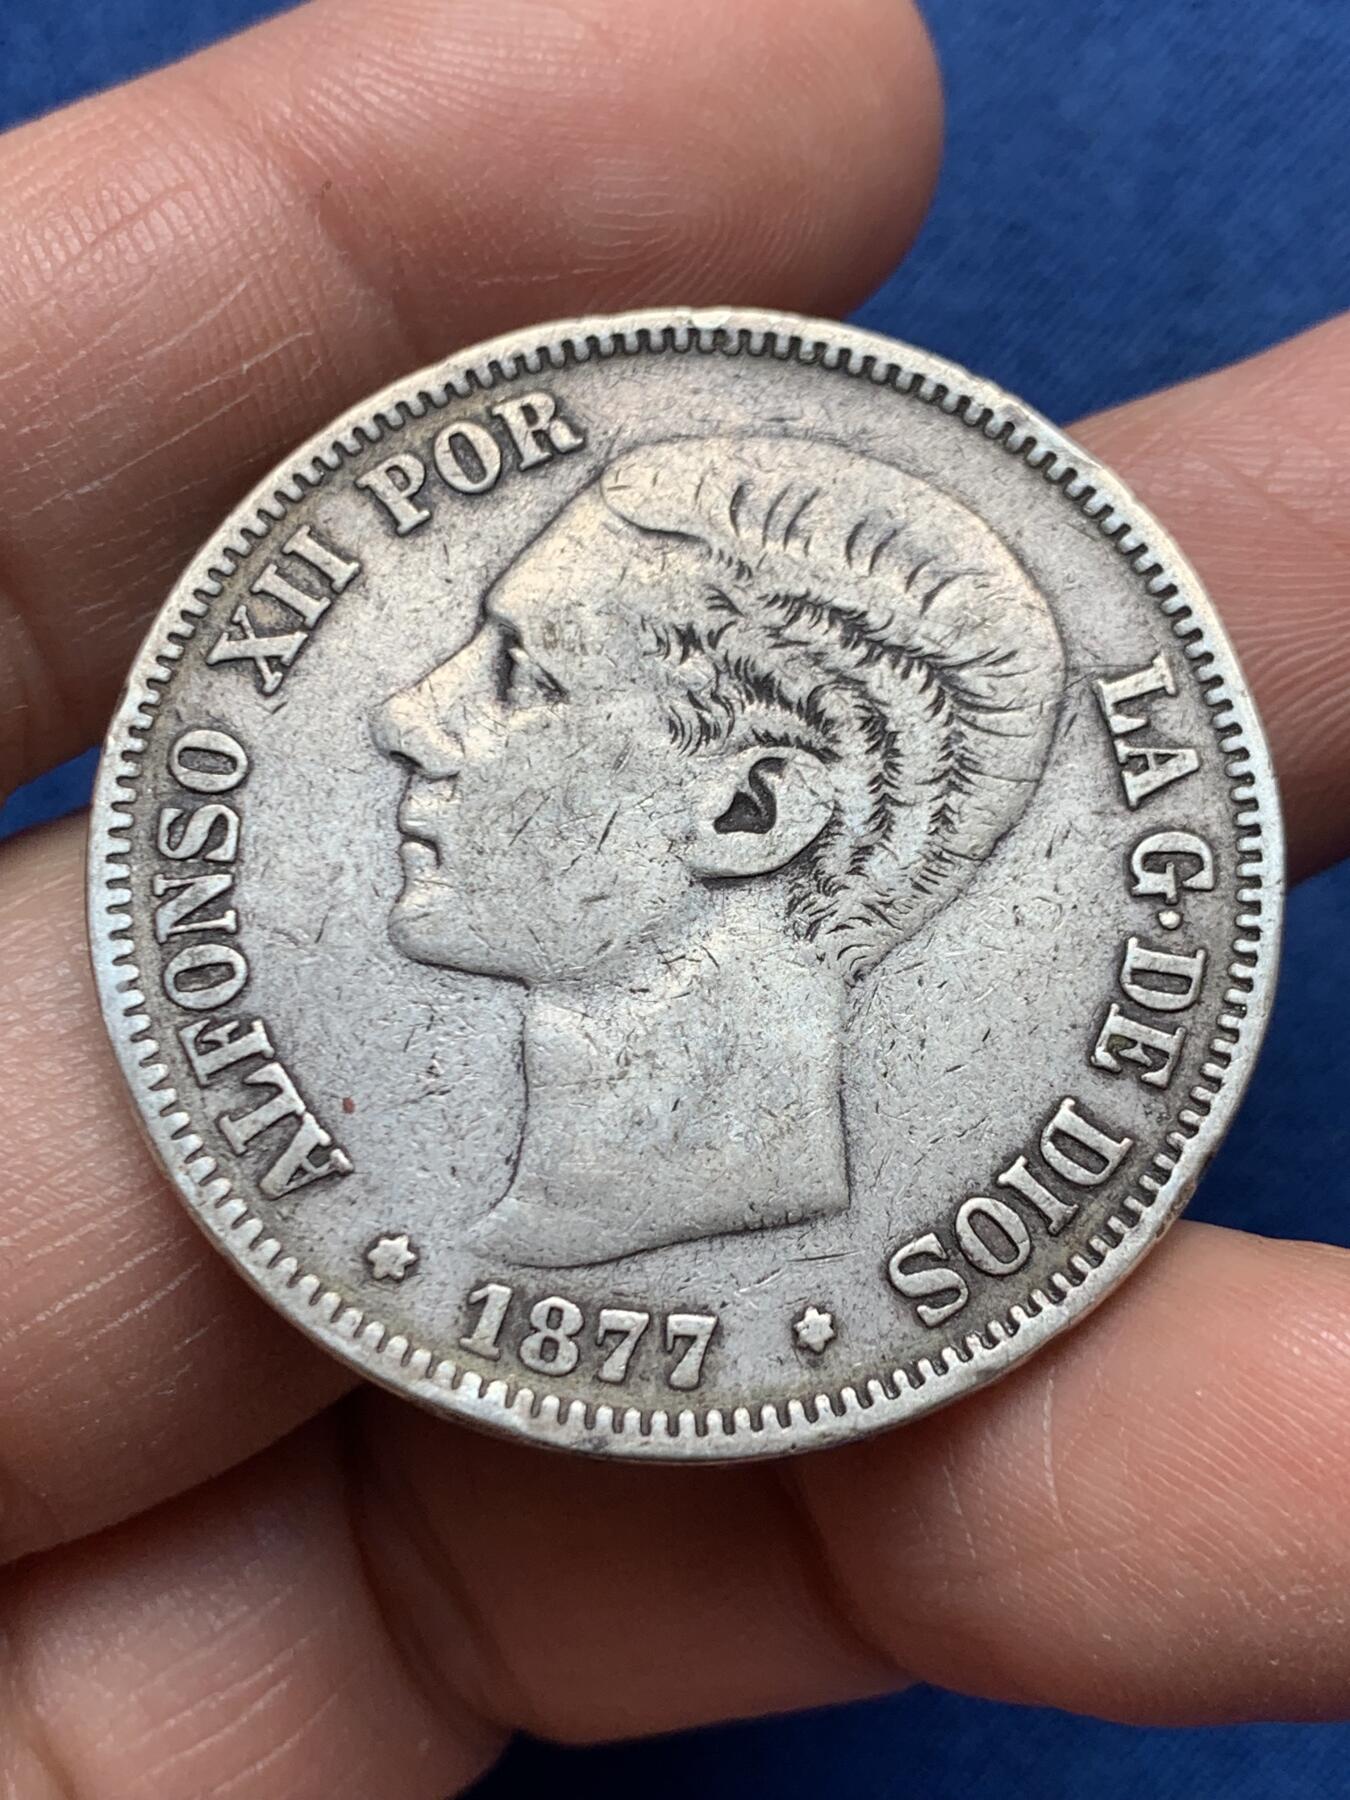 ALFONSO XII POR LA G· DE DIOS
* 1877 *